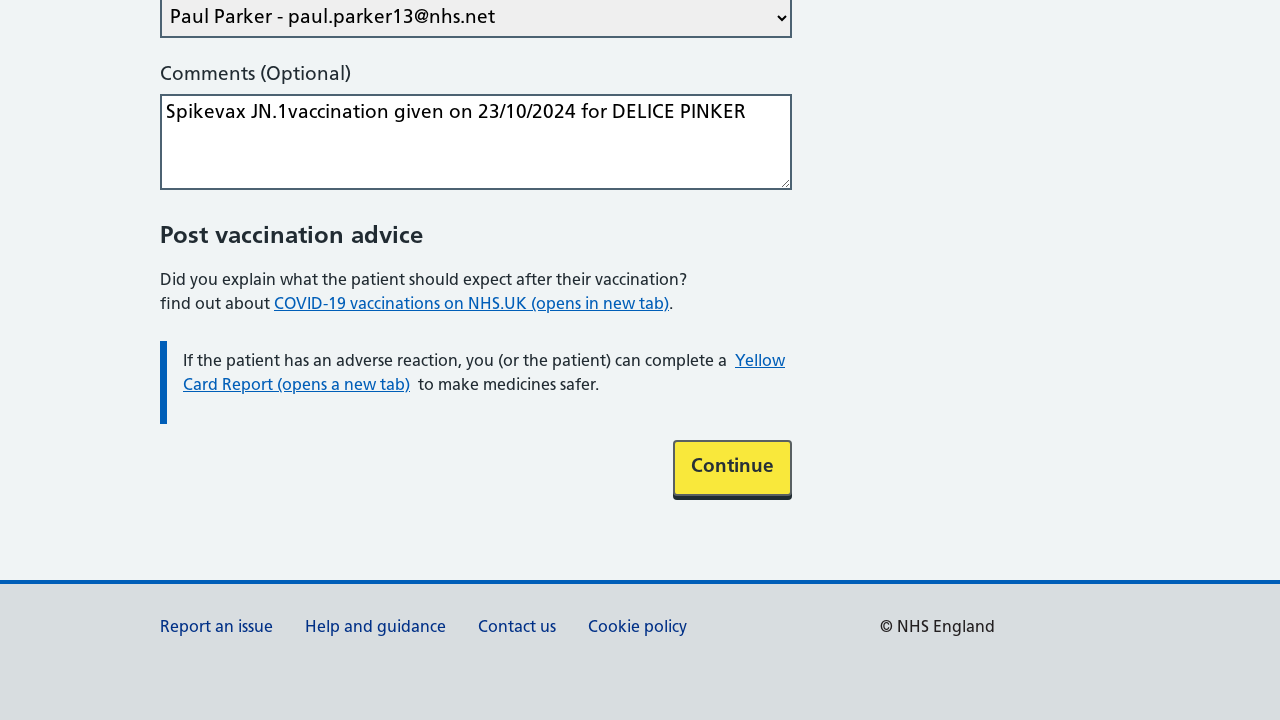 Paul Parker - paul.parker13@nhs.net
Comments (Optional)
Spikevax JN.1vaccination given on 23/10/2024 for DELICE PINKER
Post vaccination advice
Did you explain what the patient should expect after their vaccination?
find out about COVID-19 vaccinations on NHS.UK (opens in new tab).
If the patient has an adverse reaction, you (or the patient) can complete a Yellow
Card Report (opens a new tab) to make medicines safer.
Continue
Report an issue Help and guidance Contact us Cookie policy © NHS England